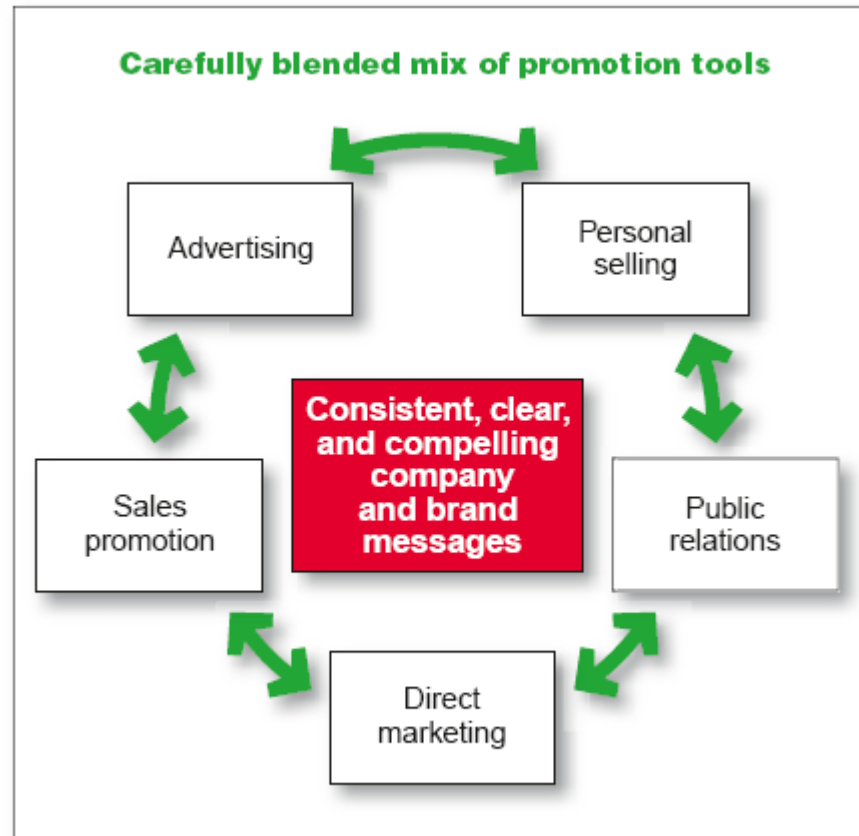 Carefully blended mix of promotion tools
Advertising
Personal
selling
Consistent, clear,
and compelling
company
and brand
messages
Sales
promotion
Public
relations
Direct
marketing